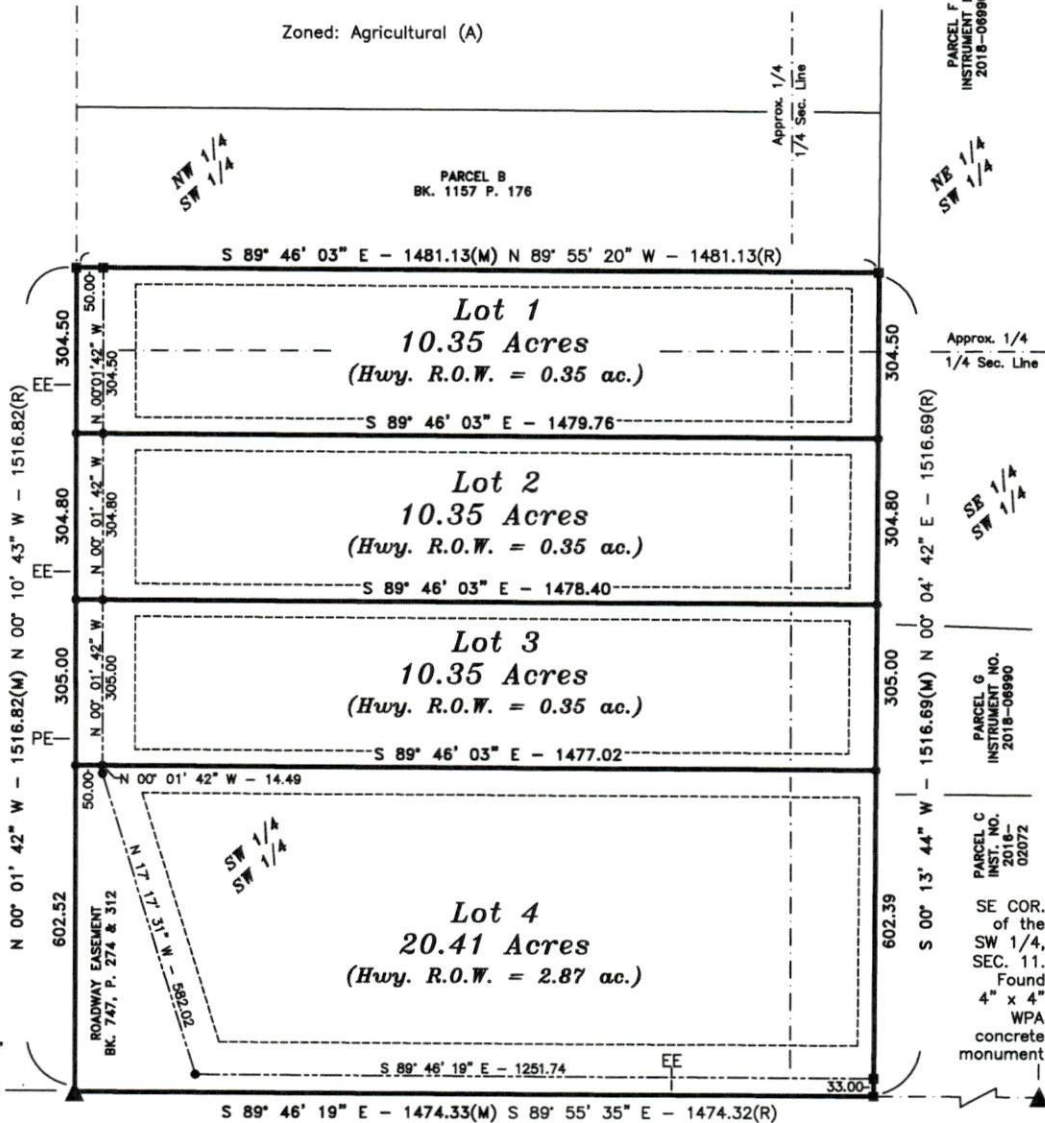 Zoned: Agricultural (A)
PARCEL F
INSTRUMENT
Approx. 1/4
1/4 Sec. Line
NW 1/4
SW 1/4
PARCEL B
BK. 1157 P. 176
NE 1/4
SW 1/4
S 89° 46' 03" E - 1481.13(M) N 89° 55' 20" W - 1481.13(R)
50.00
Lot 1
10.35 Acres
(Hwy. R.O.W. = 0.35 ac.)
304.50
N 00°01'42" W
304.50
304.50
Approx. 1/4
1/4 Sec. Line
EE
S 89° 46' 03" E - 1479.76
Lot 2
10.35 Acres
(Hwy. R.O.W. = 0.35 ac.)
304.80
N 00° 01' 42" W
304.80
304.80
SE 1/4
SW 1/4
EE
S 89° 46' 03" E - 1478.40
Lot 3
10.35 Acres
(Hwy. R.O.W. = 0.35 ac.)
305.00
N 00° 01' 42" W
305.00
305.00
PARCEL G
INSTRUMENT NO.
2018-06990
PE
S 89° 46' 03" E - 1477.02
N 00° 01' 42" W - 1516.82(M) N 00° 10' 43" W - 1516.82(R)
S 00° 13' 44" W - 1516.69(M) N 00° 04' 42" E - 1516.69(R)
50.00
N 00° 01' 42" W - 14.49
SW 1/4
SW 1/4
N 17° 17' 31" W - 582.02
602.52
ROADWAY EASEMENT
BK. 747, P. 274 & 312
Lot 4
20.41 Acres
(Hwy. R.O.W. = 2.87 ac.)
602.39
PARCEL C
INST. NO.
2016-
02072
SE COR.
of the
SW 1/4,
SEC. 11.
Found
4" x 4"
WPA
concrete
monument
S 89° 46' 19" E - 1251.74
EE
33.00
S 89° 46' 19" E - 1474.33(M) S 89° 55' 35" E - 1474.32(R)